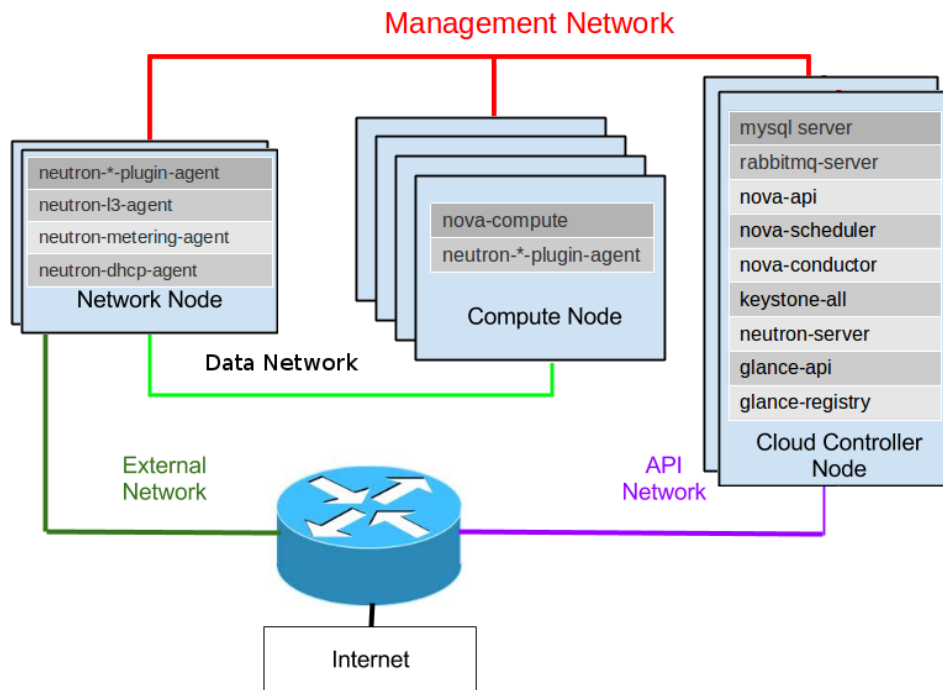 Management Network
neutron-*-plugin-agent
neutron-l3-agent
neutron-metering-agent
neutron-dhcp-agent
Network Node
nova-compute
neutron-*-plugin-agent
Compute Node
mysql server
rabbitmq-server
nova-api
nova-scheduler
nova-conductor
keystone-all
neutron-server
glance-api
glance-registry
Cloud Controller
Node
Data Network
External
Network
API
Network
Internet